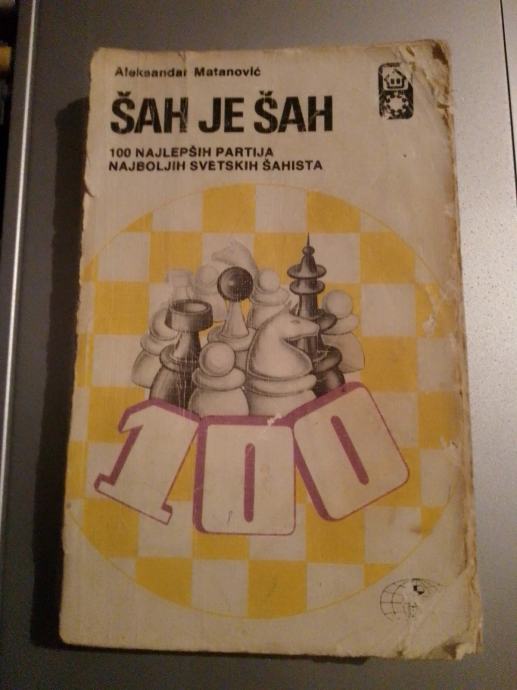 Aleksandar Matanović
ŠAH JE ŠAH
100 NAJLEPŠIH PARTIJA
NAJBOLJIH SVETSKIH ŠAHISTA
100